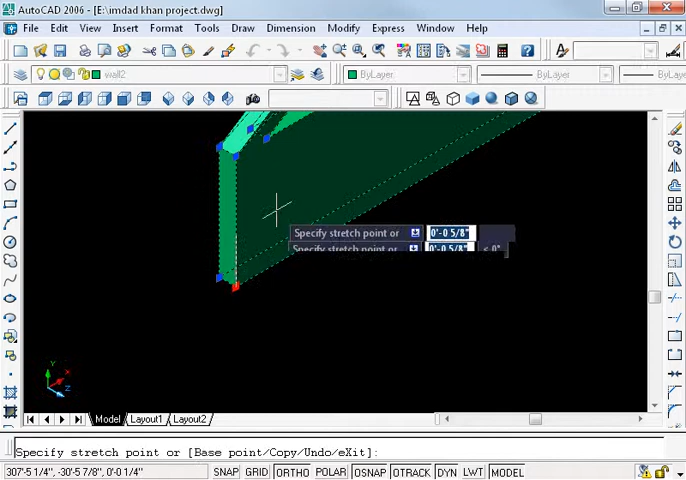 AutoCAD 2006 - [E:\imdad khan project.dwg]
File Edit View Insert Format Tools Draw Dimension Modify Express Window Help
wall2 ByLayer ByLayer ByLayer
Specify stretch point or 0'-0 5/8"
Specify stretch point or 0'-0 5/8" < 0°
Y
X
Z
Model Layout1 Layout2
Specify stretch point or [Base point/Copy/Undo/eXit]:
307'-5 1/4", -30'-5 7/8", 0'-0 1/4" SNAP GRID ORTHO POLAR OSNAP OTRACK DYN LWT MODEL